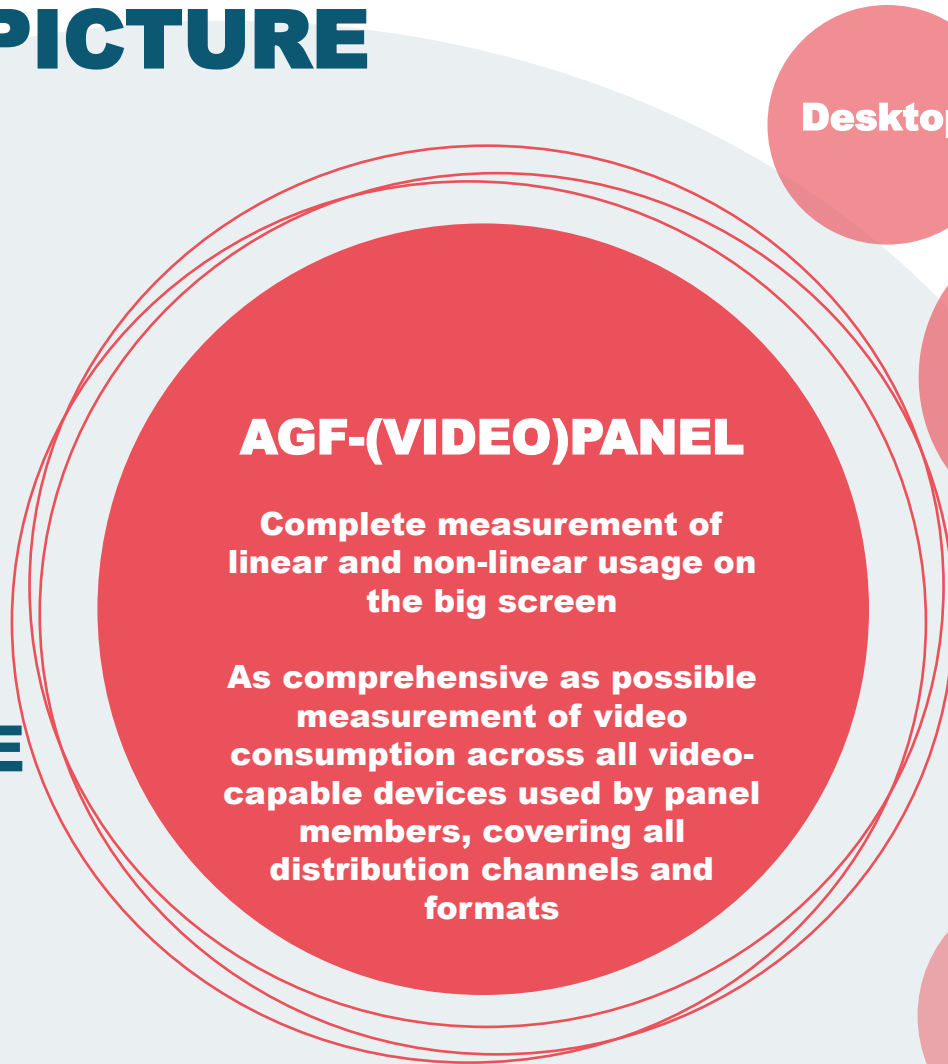 PICTURE
Desktop
AGF-(VIDEO)PANEL
Complete measurement of
linear and non-linear usage on
the big screen
As comprehensive as possible
measurement of video
E
consumption across all video-
capable devices used by panel
members, covering all
distribution channels and
formats